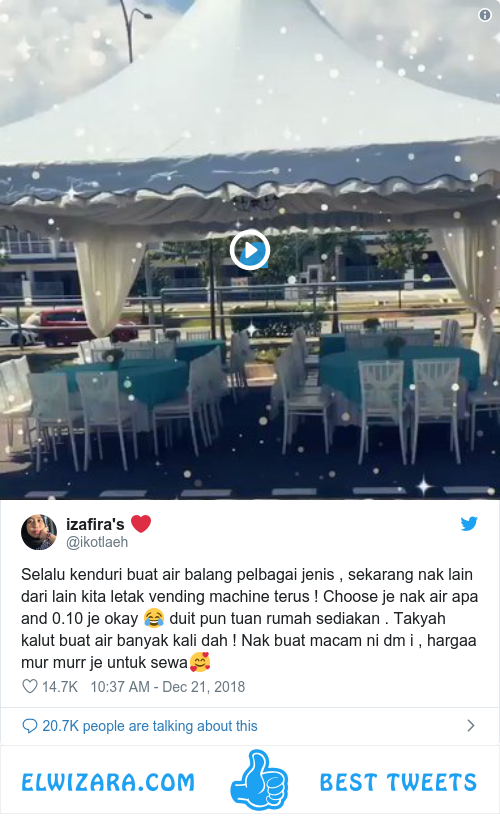 izafira's ❤️
@ikotlaeh
Selalu kenduri buat air balang pelbagai jenis , sekarang nak lain
dari lain kita letak vending machine terus ! Choose je nak air apa
and 0.10 je okay 😂 duit pun tuan rumah sediakan . Takyah
kalut buat air banyak kali dah ! Nak buat macam ni dm i , hargaa
mur murr je untuk sewa🥰
14.7K 10:37 AM - Dec 21, 2018
20.7K people are talking about this
ELWIZARA.COM BEST TWEETS